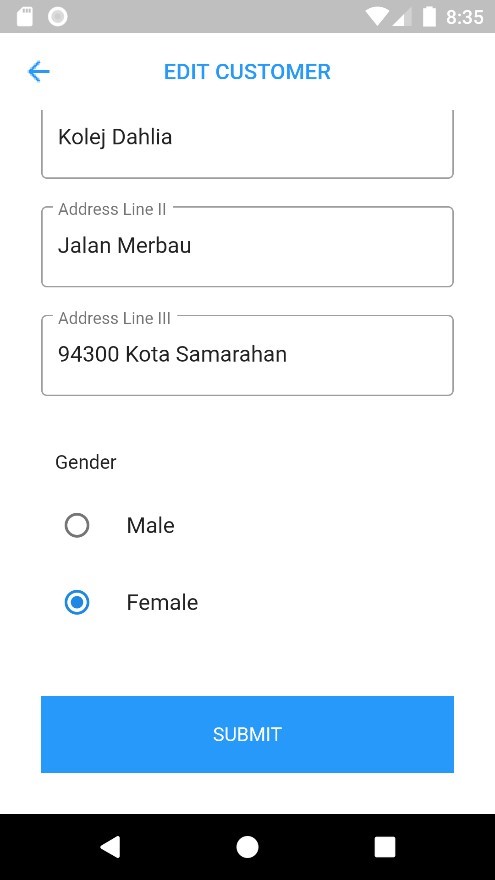 8:35
EDIT CUSTOMER
Kolej Dahlia
Address Line II
Jalan Merbau
Address Line III
94300 Kota Samarahan
Gender
Male
Female
SUBMIT